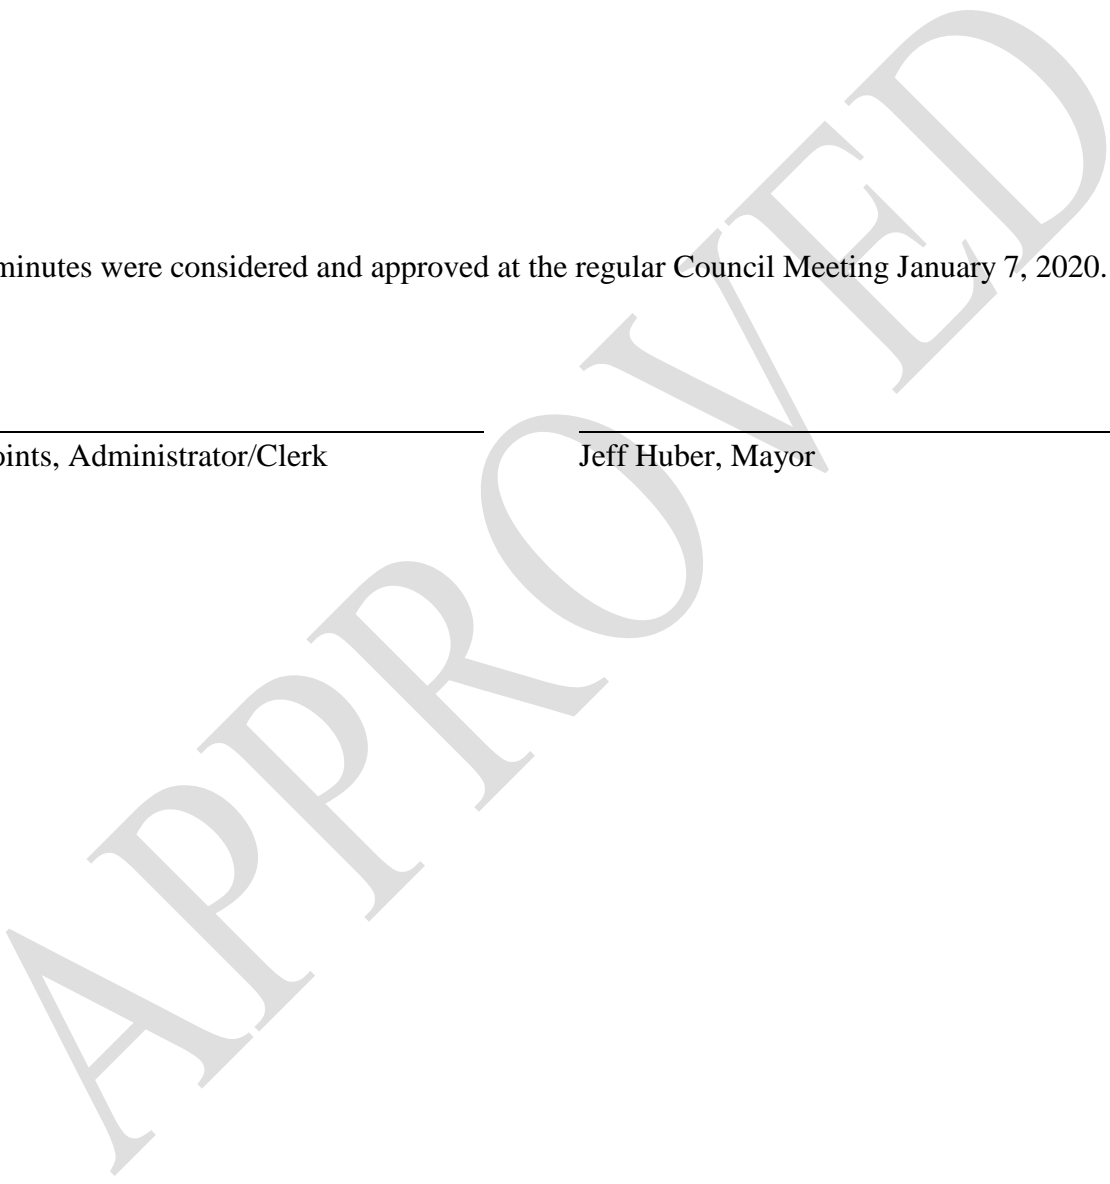 minutes were considered and approved at the regular Council Meeting January 7, 2020.
oints, Administrator/Clerk Jeff Huber, Mayor
APPROVED